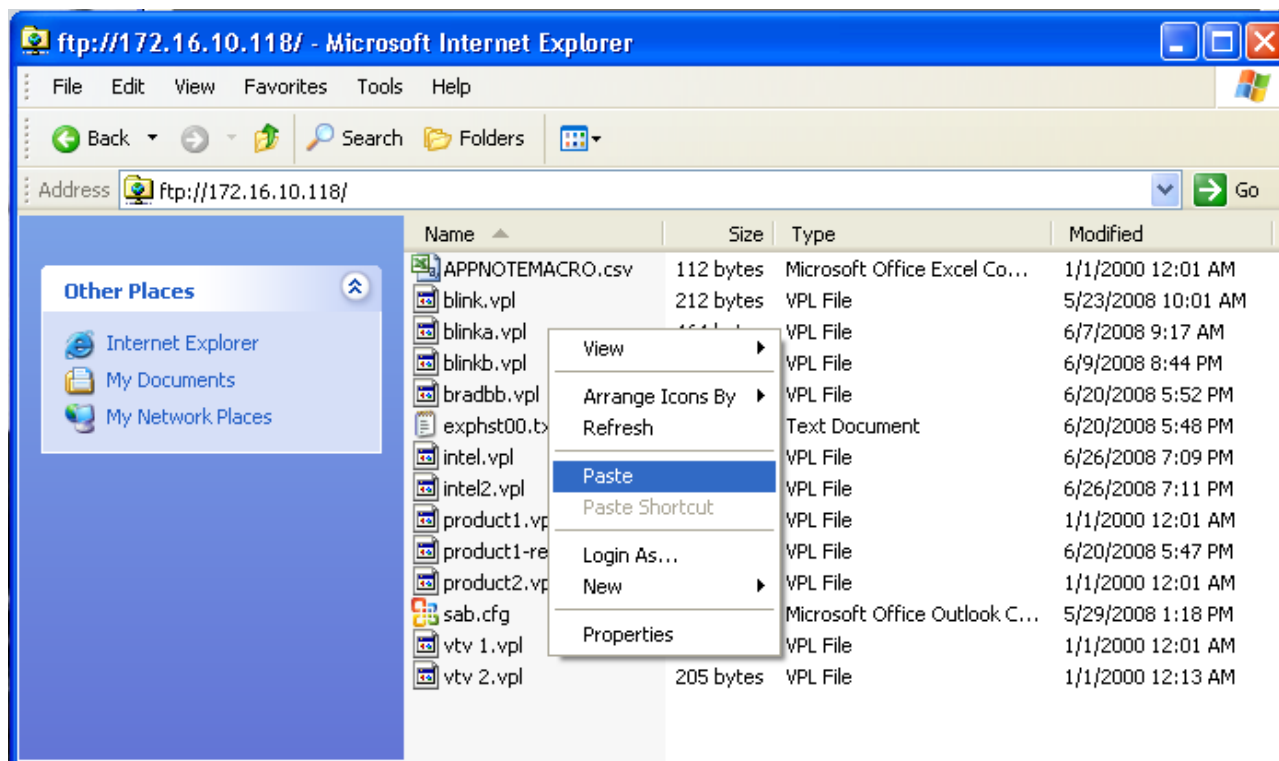 ftp://172.16.10.118/ - Microsoft Internet Explorer
File Edit View Favorites Tools Help
Back Search Folders
Address ftp://172.16.10.118/ Go
Name Size Type Modified
Other Places
Internet Explorer
My Documents
My Network Places
APPNOTEMACRO.csv 112 bytes Microsoft Office Excel Co... 1/1/2000 12:01 AM
blink.vpl 212 bytes VPL File 5/23/2008 10:01 AM
blinka.vpl VPL File 6/7/2008 9:17 AM
blinkb.vpl VPL File 6/9/2008 8:44 PM
bradbb.vpl VPL File 6/20/2008 5:52 PM
exphst00.tx Text Document 6/20/2008 5:48 PM
intel.vpl VPL File 6/26/2008 7:09 PM
intel2.vpl VPL File 6/26/2008 7:11 PM
product1.vp VPL File 1/1/2000 12:01 AM
product1-re VPL File 6/20/2008 5:47 PM
product2.vp VPL File 1/1/2000 12:01 AM
sab.cfg Microsoft Office Outlook C... 5/29/2008 1:18 PM
vtv 1.vpl VPL File 1/1/2000 12:01 AM
vtv 2.vpl 205 bytes VPL File 1/1/2000 12:13 AM
View
Arrange Icons By
Refresh
Paste
Paste Shortcut
Login As...
New
Properties